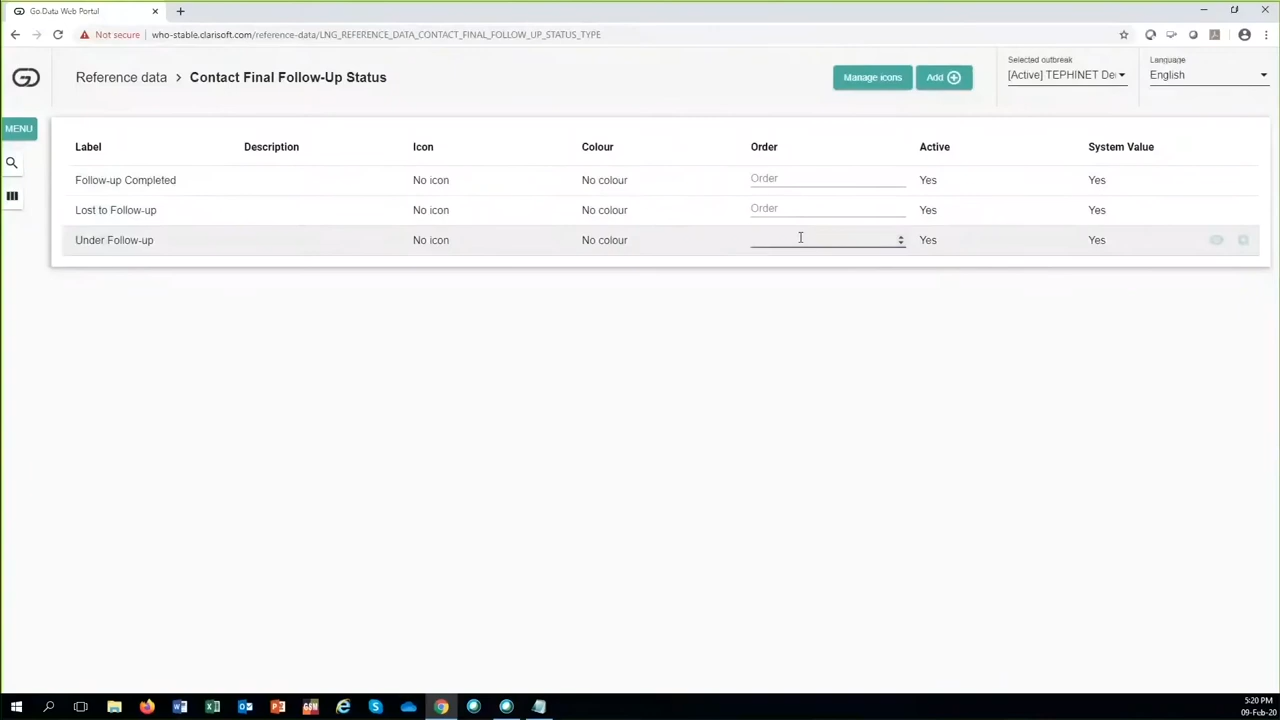 Go.Data Web Portal
Not secure who-stable.clarisoft.com/reference-data/LNG_REFERENCE_DATA_CONTACT_FINAL_FOLLOW_UP_STATUS_TYPE
Reference data > Contact Final Follow-Up Status
Manage icons
Add
Selected outbreak
[Active] TEPHINET De
Language
English
MENU
Label Description Icon Colour Order Active System Value
Follow-up Completed No icon No colour Order Yes Yes
Lost to Follow-up No icon No colour Order Yes Yes
Under Follow-up No icon No colour Yes Yes
5:20 PM
09-Feb-20